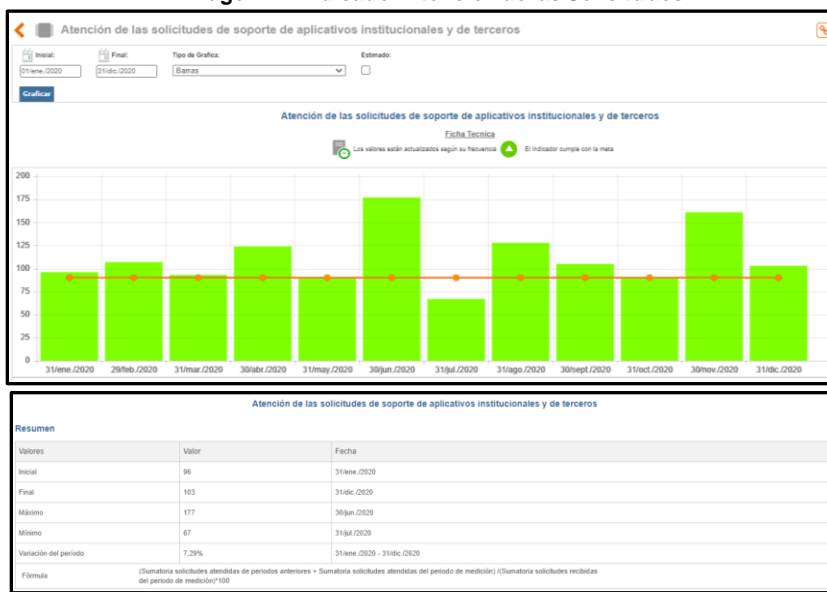 Atención de las solicitudes de soporte de aplicativos institucionales y de terceros
Inicial: Final: Tipo de Grafica: Estimado:
01/ene./2020 31/dic./2020 Barras
Graficar
Atención de las solicitudes de soporte de aplicativos institucionales y de terceros
Ficha Tecnica
Los valores están actualizados según su frecuencia El indicador cumple con la meta
200
175
150
125
100
75
50
25
0
31/ene./2020 29/feb./2020 31/mar./2020 30/abr./2020 31/may./2020 30/jun./2020 31/jul./2020 31/ago./2020 30/sept./2020 31/oct./2020 30/nov./2020 31/dic./2020
Atención de las solicitudes de soporte de aplicativos institucionales y de terceros
Resumen
Valores Valor Fecha
Inicial 96 31/ene./2020
Final 103 31/dic./2020
Máximo 177 30/jun./2020
Mínimo 67 31/jul./2020
Variación del período 7,29% 31/ene./2020 - 31/dic./2020
Fórmula (Sumatoria solicitudes atendidas de periodos anteriores + Sumatoria solicitudes atendidas del periodo de medición) /(Sumatoria solicitudes recibidas
del periodo de medición)*100